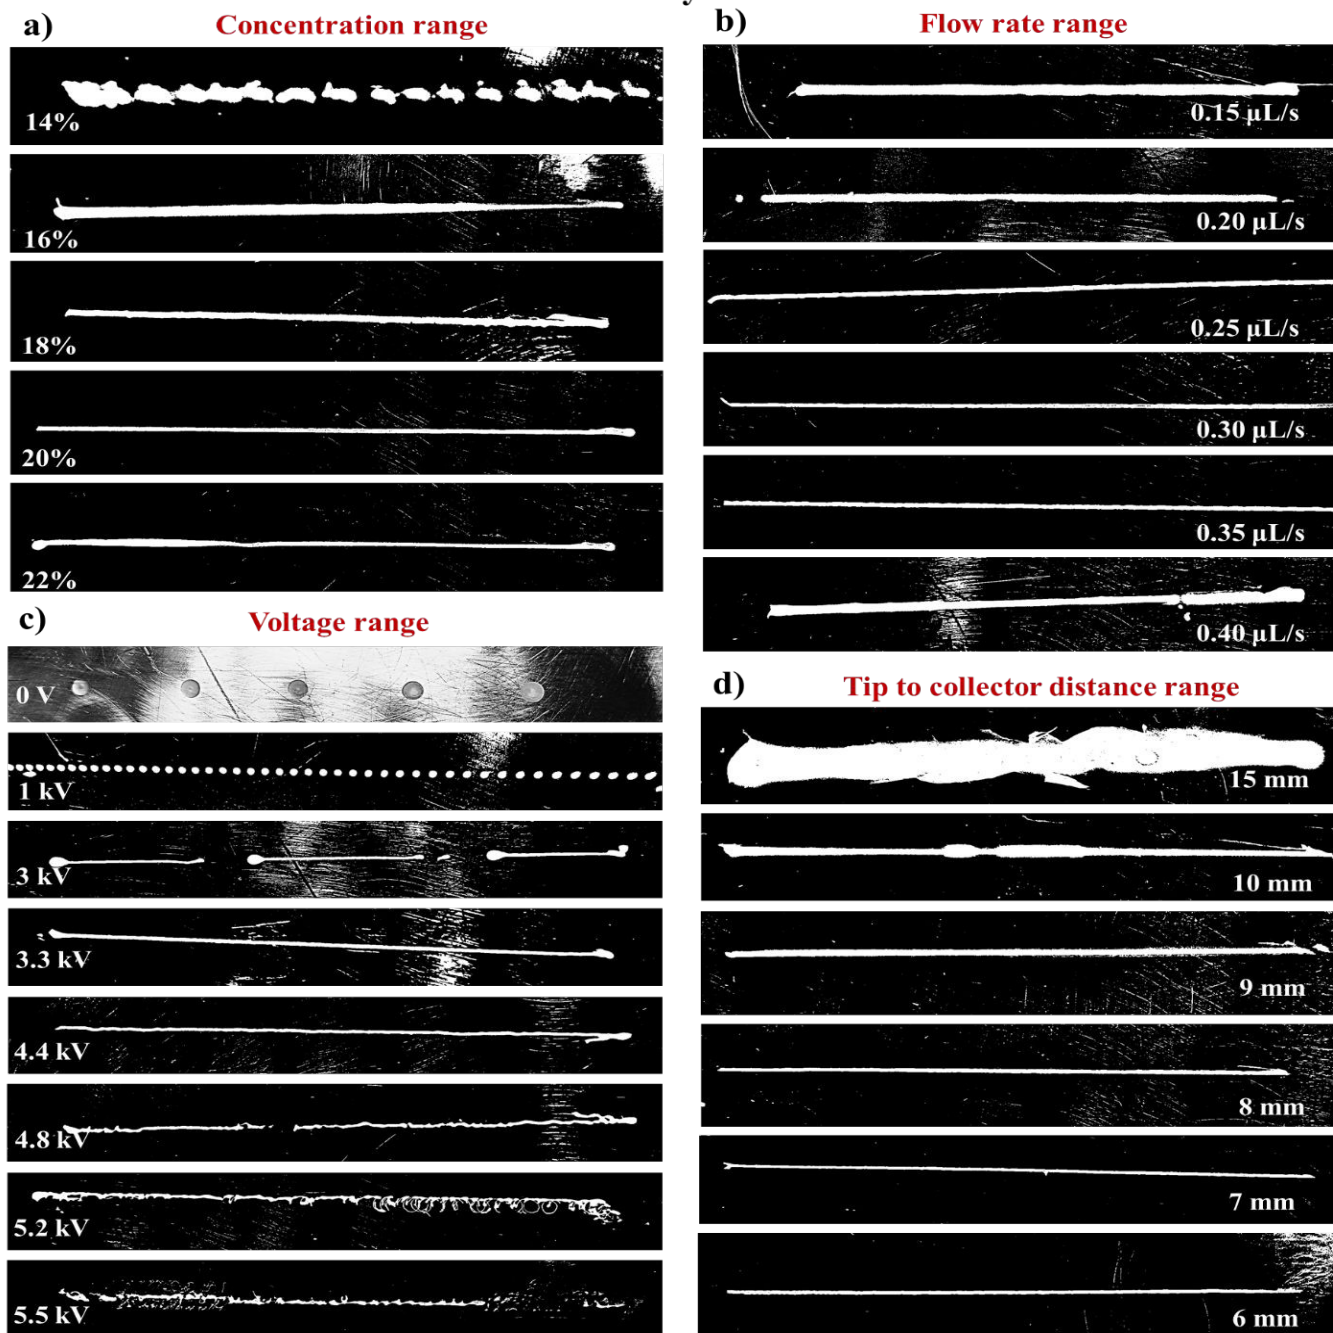 a)
Concentration range
14%
16%
18%
20%
22%
b)
Flow rate range
0.15 µL/s
0.20 µL/s
0.25 µL/s
0.30 µL/s
0.35 µL/s
0.40 µL/s
c)
Voltage range
0 V
1 kV
3 kV
3.3 kV
4.4 kV
4.8 kV
5.2 kV
5.5 kV
d)
Tip to collector distance range
15 mm
10 mm
9 mm
8 mm
7 mm
6 mm